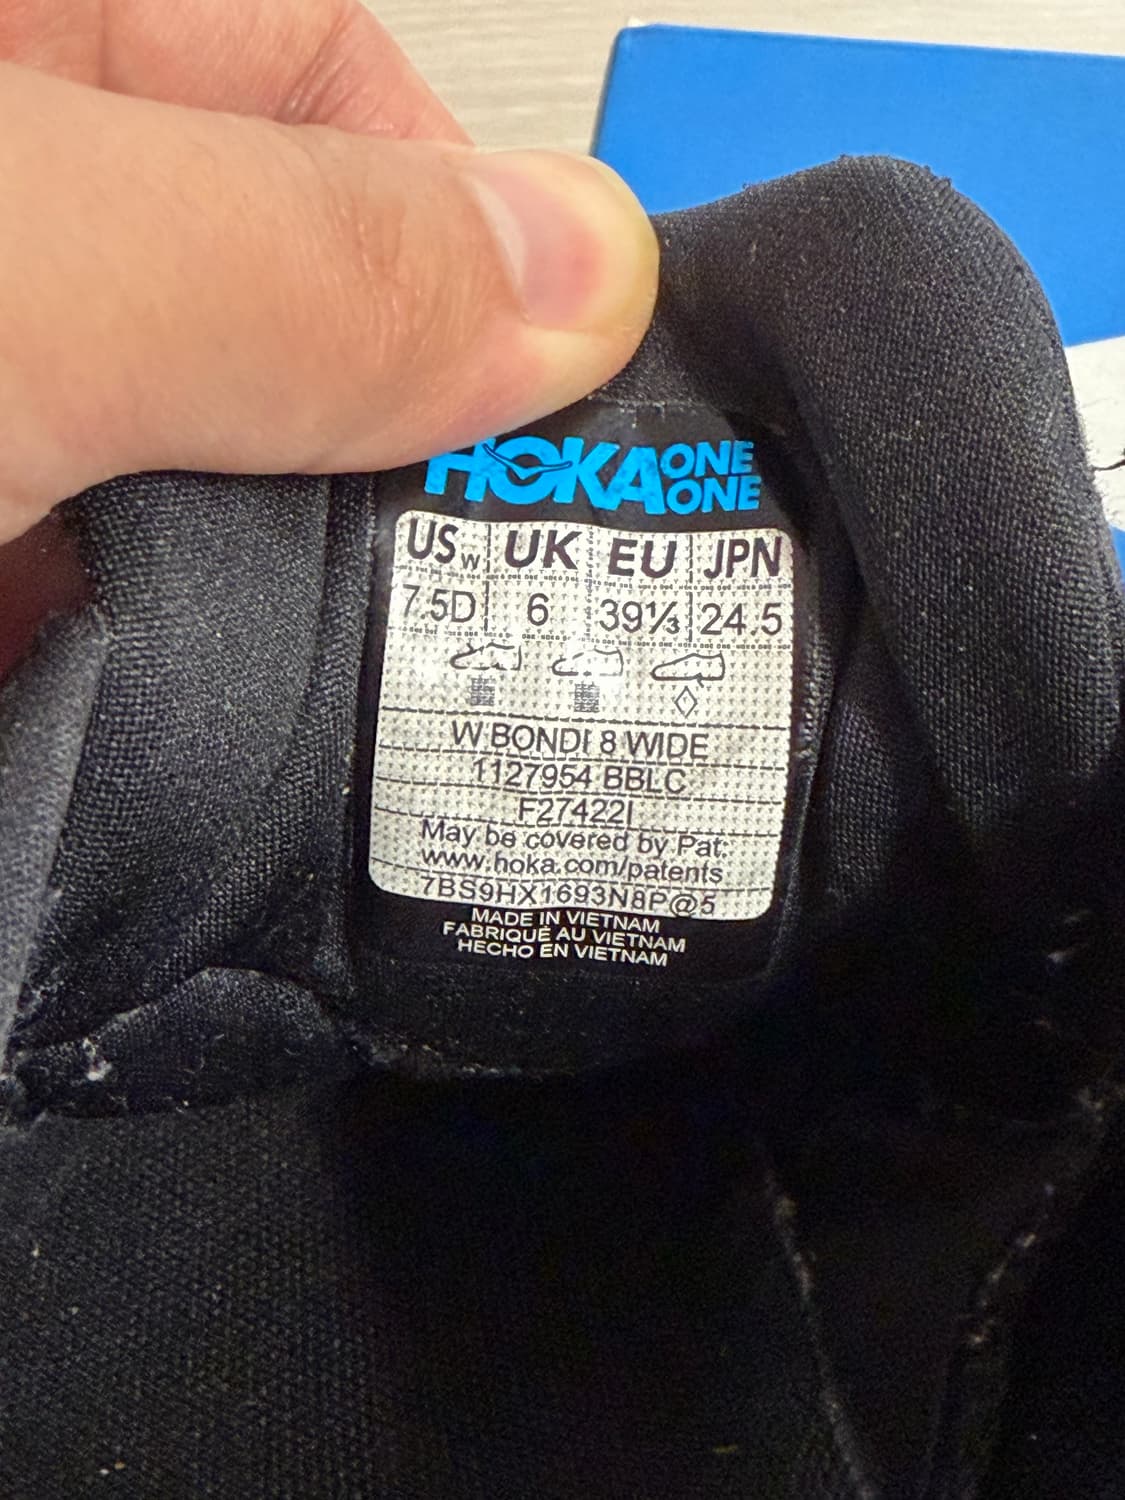 HOKA ONE ONE
USw UK EU JPN
7.5D 6 39⅓ 24.5
W BONDI 8 WIDE
1127954 BBLC
F27422I
May be covered by Pat:
www.hoka.com/patents
7BS9HX1693N8P@5
MADE IN VIETNAM
FABRIQUÉ AU VIETNAM
HECHO EN VIETNAM